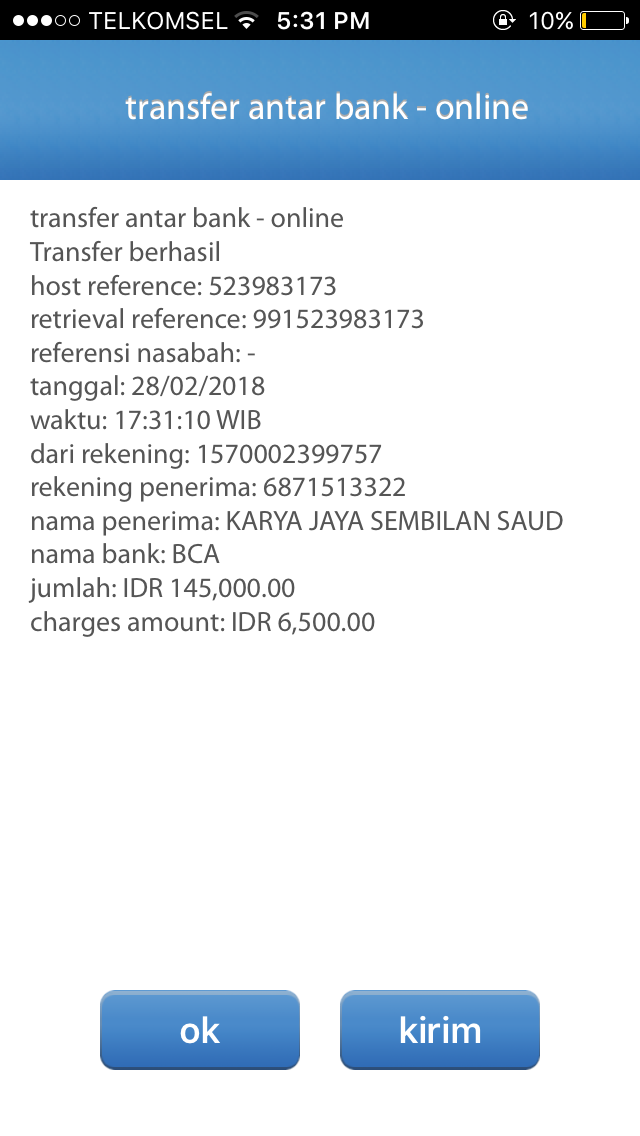 TELKOMSEL 5:31 PM 10%
transfer antar bank - online
transfer antar bank - online
Transfer berhasil
host reference: 523983173
retrieval reference: 991523983173
referensi nasabah: -
tanggal: 28/02/2018
waktu: 17:31:10 WIB
dari rekening: 1570002399757
rekening penerima: 6871513322
nama penerima: KARYA JAYA SEMBILAN SAUD
nama bank: BCA
jumlah: IDR 145,000.00
charges amount: IDR 6,500.00
ok kirim